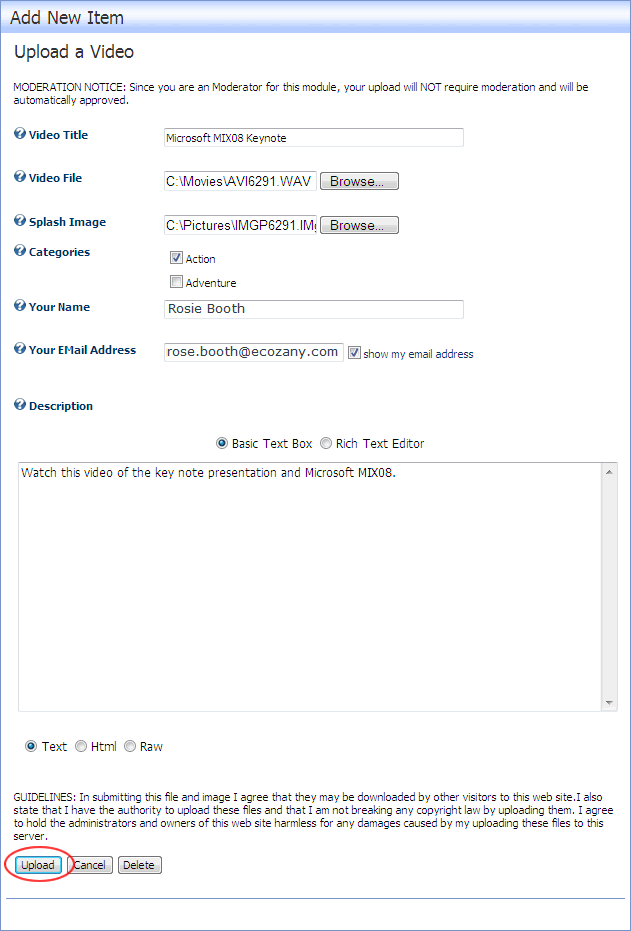 Add New Item
Upload a Video
MODERATION NOTICE: Since you are an Moderator for this module, your upload will NOT require moderation and will be
automatically approved.
Video Title
Microsoft MIX08 Keynote
Video File
C:\Movies\AVI6291.WAV
Browse...
Splash Image
C:\Pictures\IMGP6291.IMg
Browse...
Categories
Action
Adventure
Your Name
Rosie Booth
Your EMail Address
rose.booth@ecozany.com
show my email address
Description
Basic Text Box
Rich Text Editor
Watch this video of the key note presentation and Microsoft MIX08.
Text
Html
Raw
GUIDELINES: In submitting this file and image I agree that they may be downloaded by other visitors to this web site.I also
state that I have the authority to upload these files and that I am not breaking any copyright law by uploading them. I agree
to hold the administrators and owners of this web site harmless for any damages caused by my uploading these files to this
server.
Upload
Cancel
Delete